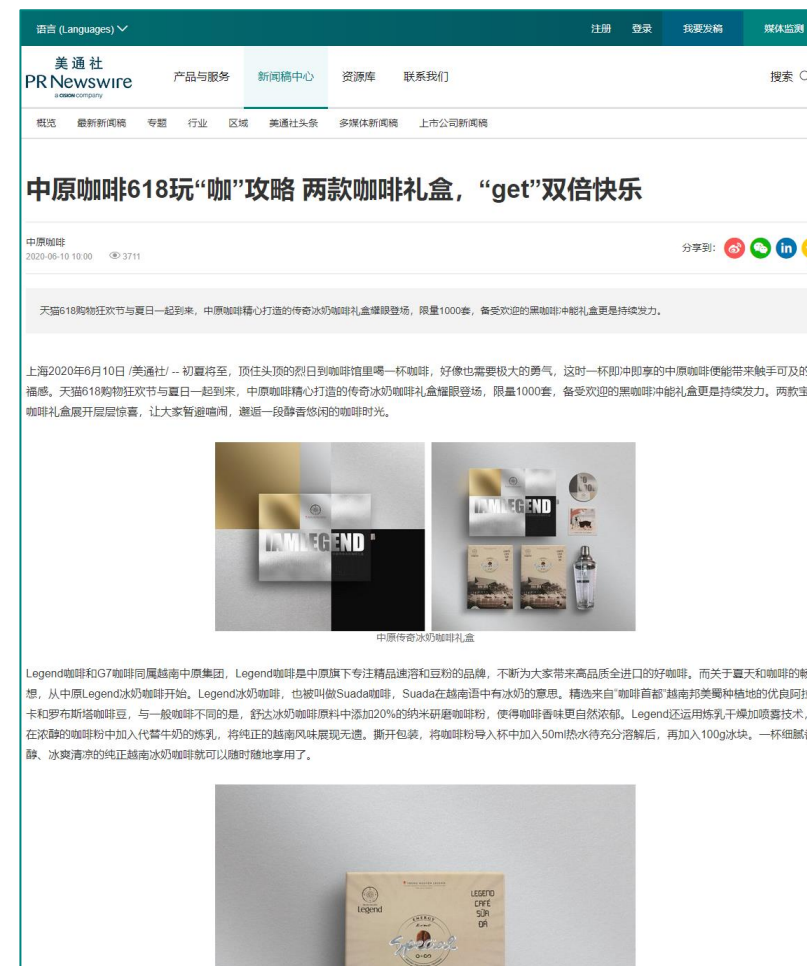 语言 (Languages)
注册 登录 我要发稿 媒体监测
美通社
PR Newswire
a CISION company
产品与服务 新闻稿中心 资源库 联系我们
搜索
概览 最新新闻稿 专题 行业 区域 美通社头条 多媒体新闻稿 上市公司新闻稿
中原咖啡618玩“咖”攻略 两款咖啡礼盒，“get”双倍快乐
中原咖啡
2020-06-10 10:00 3711
分享到:
天猫618购物狂欢节与夏日一起到来，中原咖啡精心打造的传奇冰奶咖啡礼盒耀眼登场，限量1000套，备受欢迎的黑咖啡冲能礼盒更是持续发力。
上海2020年6月10日 /美通社/ -- 初夏将至，顶住头顶的烈日到咖啡馆里喝一杯咖啡，好像也需要极大的勇气，这时一杯即冲即享的中原咖啡便能带来触手可及的
福感。天猫618购物狂欢节与夏日一起到来，中原咖啡精心打造的传奇冰奶咖啡礼盒耀眼登场，限量1000套，备受欢迎的黑咖啡冲能礼盒更是持续发力。两款宝
咖啡礼盒展开层层惊喜，让大家暂避喧闹，邂逅一段醇香悠闲的咖啡时光。
IAMLEGEND
IAMLEGEND
中原传奇冰奶咖啡礼盒
Legend咖啡和G7咖啡同属越南中原集团，Legend咖啡是中原旗下专注精品速溶和豆粉的品牌，不断为大家带来高品质全进口的好咖啡。而关于夏天和咖啡的畅
想，从中原Legend冰奶咖啡开始。Legend冰奶咖啡，也被叫做Suada咖啡，Suada在越南语中有冰奶的意思。精选来自“咖啡首都”越南邦美蜀种植地的优良阿拉
卡和罗布斯塔咖啡豆，与一般咖啡不同的是，舒达冰奶咖啡原料中添加20%的纳米研磨咖啡粉，使得咖啡香味更自然浓郁。Legend还运用炼乳干燥加喷雾技术，
在浓醇的咖啡粉中加入代替牛奶的炼乳，将纯正的越南风味展现无遗。撕开包装，将咖啡粉导入杯中加入50ml热水待充分溶解后，再加入100g冰块。一杯细腻香
醇、冰爽清凉的纯正越南冰奶咖啡就可以随时随地享用了。
Legend
LEGEND
CAFÉ
SỮA
ĐÁ
ENERGY
Special